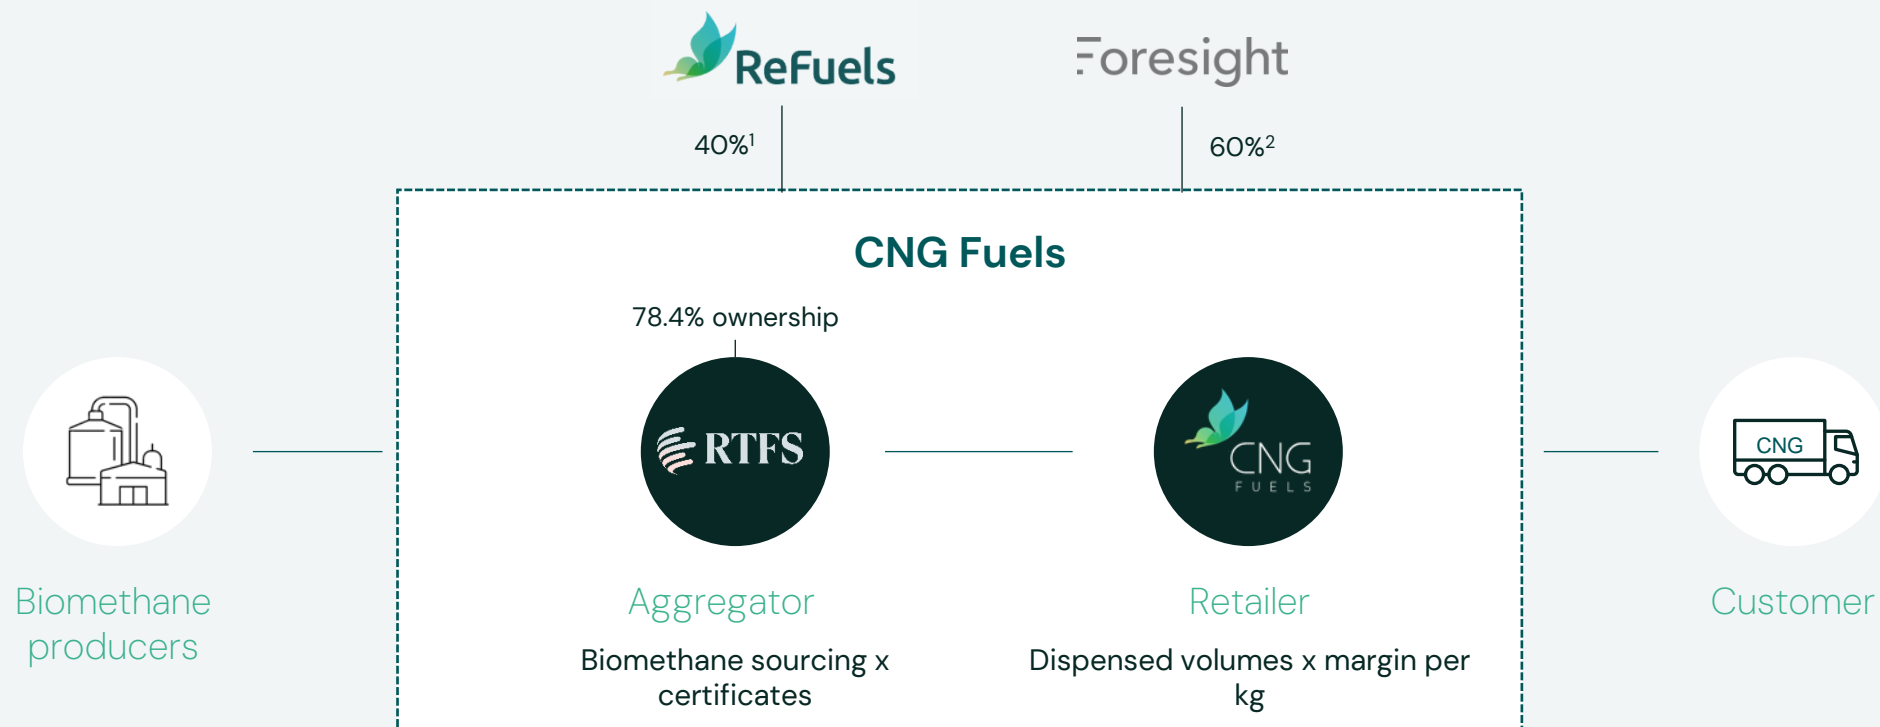 ReFuels
Foresight
40%¹
60%²
CNG Fuels
78.4% ownership
RTFS
CNG
FUELS
CNG
Biomethane
producers
Aggregator
Retailer
Customer
Biomethane sourcing x
certificates
Dispensed volumes x margin per
kg